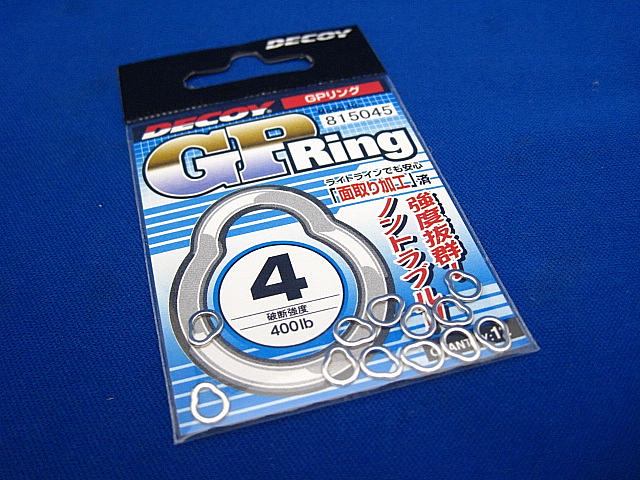 DECOY
DECOY
GPリング
815045
GP Ring
ライトラインでも安心
「面取り加工」済
強度抜群!
ノントラブル!
4
破断強度
400lb